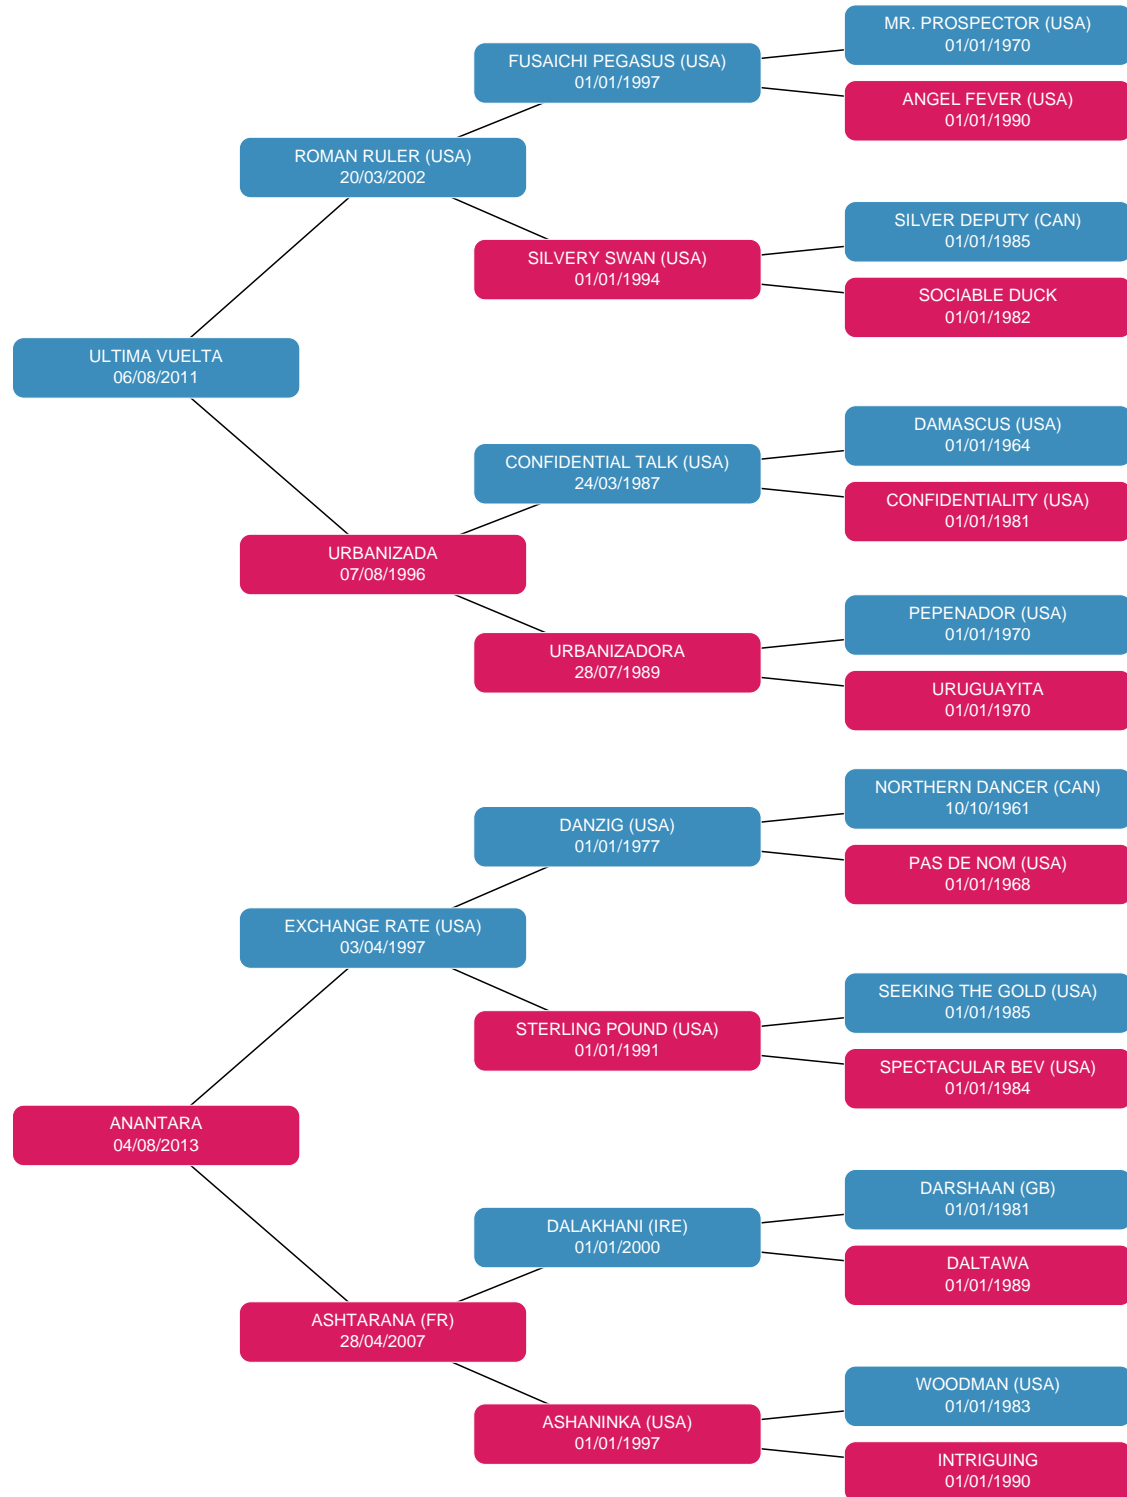 MR. PROSPECTOR (USA)
01/01/1970
FUSAICHI PEGASUS (USA)
01/01/1997
ANGEL FEVER (USA)
01/01/1990
ROMAN RULER (USA)
20/03/2002
SILVER DEPUTY (CAN)
01/01/1985
SILVERY SWAN (USA)
01/01/1994
SOCIABLE DUCK
01/01/1982
ULTIMA VUELTA
06/08/2011
DAMASCUS (USA)
01/01/1964
CONFIDENTIAL TALK (USA)
24/03/1987
CONFIDENTIALITY (USA)
01/01/1981
URBANIZADA
07/08/1996
PEPENADOR (USA)
01/01/1970
URBANIZADORA
28/07/1989
URUGUAYITA
01/01/1970
NORTHERN DANCER (CAN)
10/10/1961
DANZIG (USA)
01/01/1977
PAS DE NOM (USA)
01/01/1968
EXCHANGE RATE (USA)
03/04/1997
SEEKING THE GOLD (USA)
01/01/1985
STERLING POUND (USA)
01/01/1991
SPECTACULAR BEV (USA)
01/01/1984
ANANTARA
04/08/2013
DARSHAAN (GB)
01/01/1981
DALAKHANI (IRE)
01/01/2000
DALTAWA
01/01/1989
ASHTARANA (FR)
28/04/2007
WOODMAN (USA)
01/01/1983
ASHANINKA (USA)
01/01/1997
INTRIGUING
01/01/1990